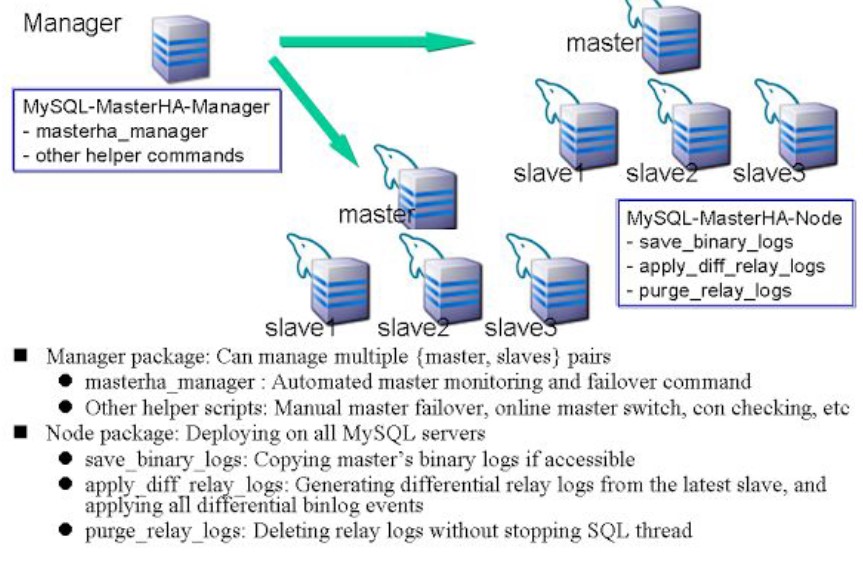 Manager
master
MySQL-MasterHA-Manager
- masterha_manager
- other helper commands
slave1
slave2
slave3
master
MySQL-MasterHA-Node
- save_binary_logs
- apply_diff_relay_logs
- purge_relay_logs
slave1
slave2
slave3
■ Manager package: Can manage multiple {master, slaves} pairs
● masterha_manager : Automated master monitoring and failover command
● Other helper scripts: Manual master failover, online master switch, con checking, etc
■ Node package: Deploying on all MySQL servers
● save_binary_logs: Copying master's binary logs if accessible
● apply_diff_relay_logs: Generating differential relay logs from the latest slave, and
applying all differential binlog events
● purge_relay_logs: Deleting relay logs without stopping SQL thread